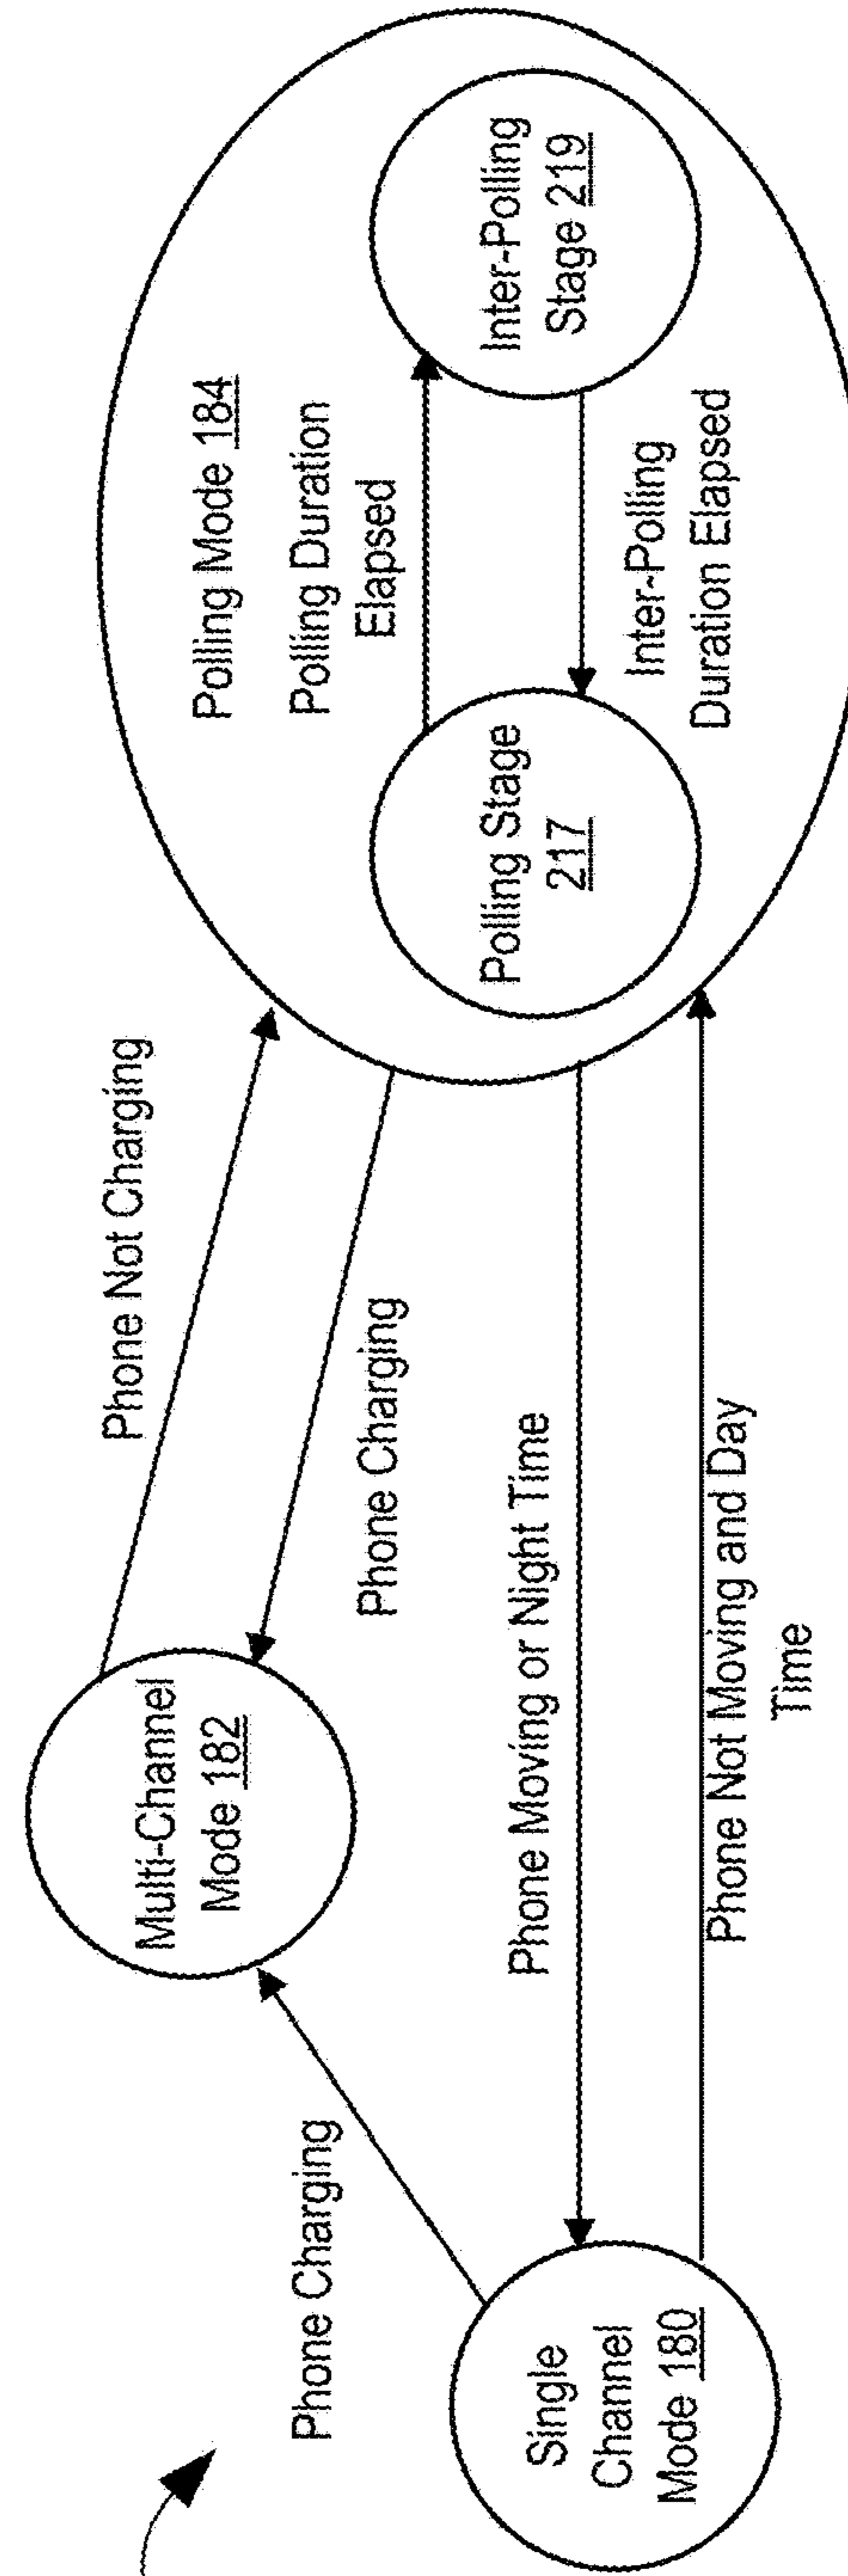 Phone Charging
Single
Channel
Mode 180
Multi-Channel
Mode 182
Phone Not Charging
Phone Charging
Phone Moving or Night Time
Phone Not Moving and Day
Time
Polling Mode 184
Polling Duration
Elapsed
Polling Stage
217
Inter-Polling
Stage 219
Inter-Polling
Duration Elapsed